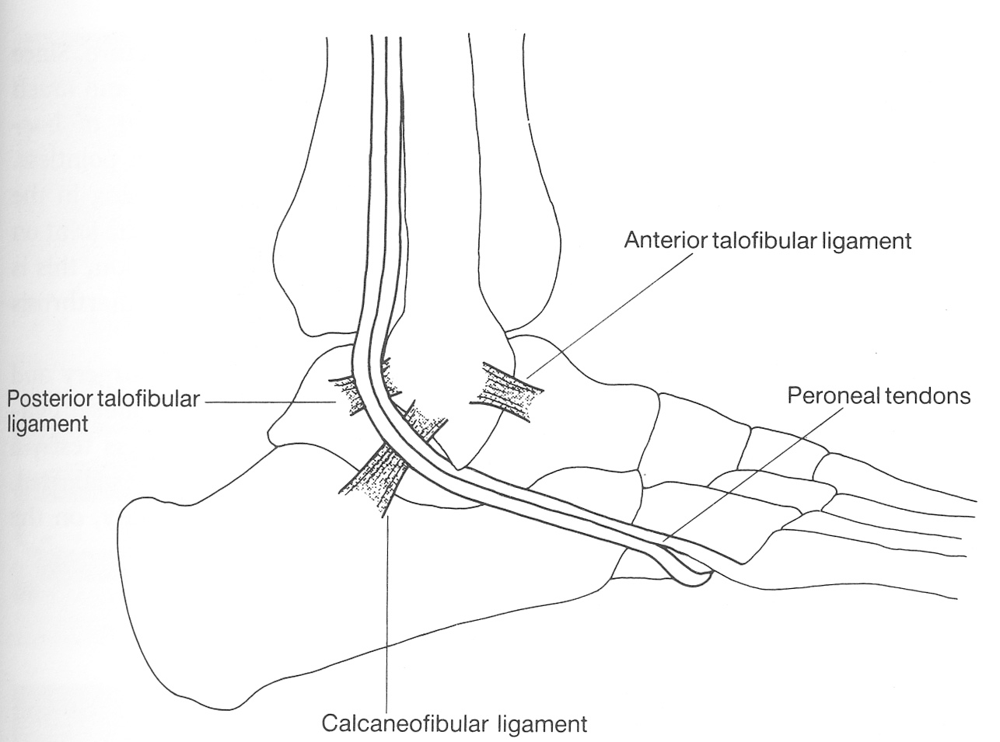 Anterior talofibular ligament
Posterior talofibular
ligament
Peroneal tendons
Calcaneofibular ligament